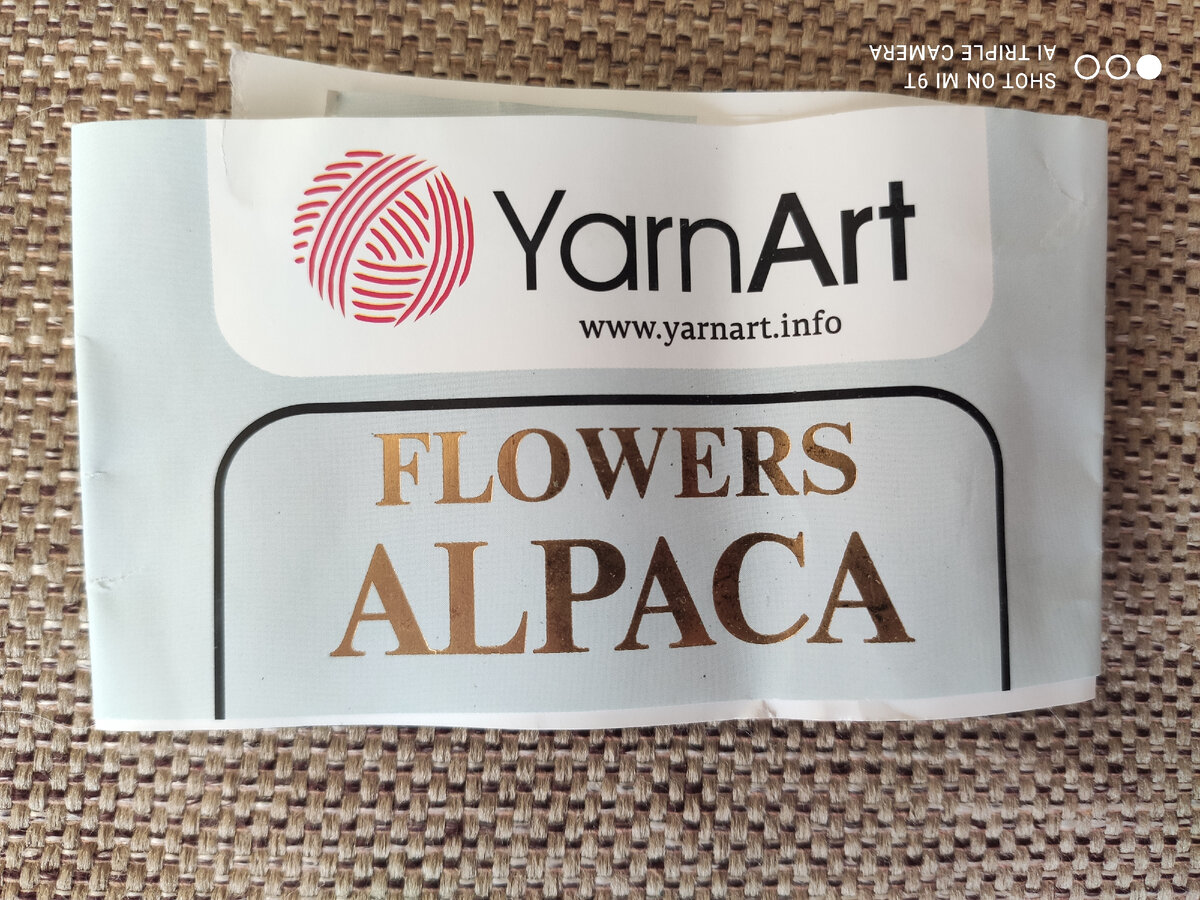 YarnArt
www.yarnart.info
FLOWERS
ALPACA
SHOT ON MI 9T
AI TRIPLE CAMERA